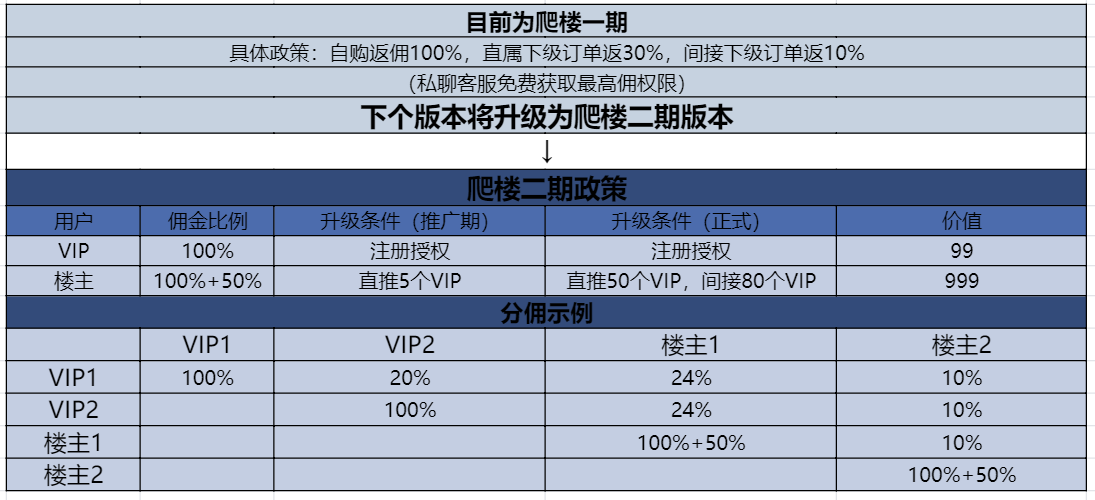 目前为爬楼一期
具体政策：自购返佣100%，直属下级订单返30%，间接下级订单返10%
（私聊客服免费获取最高佣权限）
下个版本将升级为爬楼二期版本
↓
爬楼二期政策
用户 佣金比例 升级条件（推广期） 升级条件（正式） 价值
VIP 100% 注册授权 注册授权 99
楼主 100%+50% 直推5个VIP 直推50个VIP，间接80个VIP 999
分佣示例
VIP1 VIP2 楼主1 楼主2
VIP1 100% 20% 24% 10%
VIP2 100% 24% 10%
楼主1 100%+50% 10%
楼主2 100%+50%